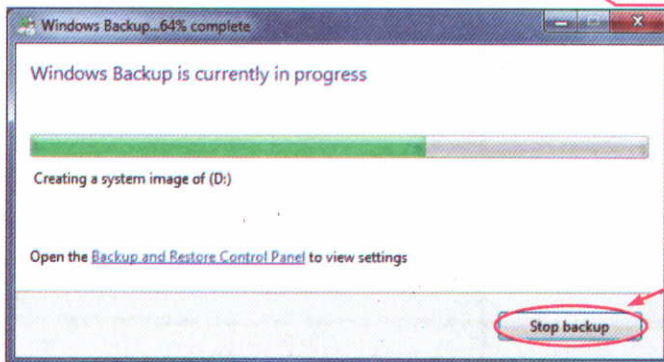 Windows Backup...64% complete
Windows Backup is currently in progress
Creating a system image of (D:)
Open the Backup and Restore Control Panel to view settings
Stop backup